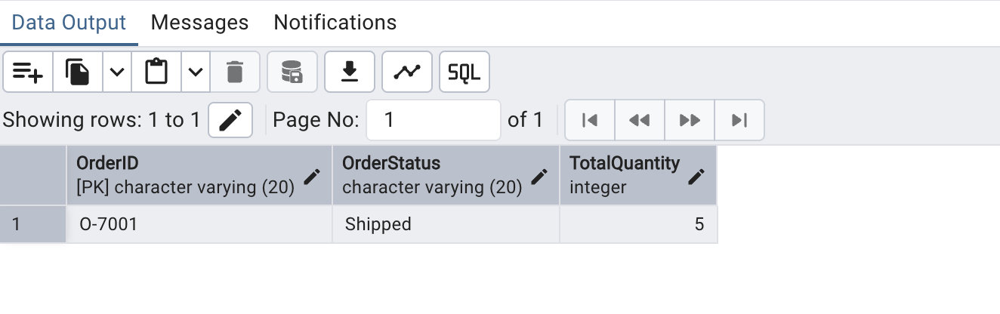 Data Output Messages Notifications
SQL
Showing rows: 1 to 1 Page No: 1 of 1
OrderID OrderStatus TotalQuantity
[PK] character varying (20) character varying (20) integer
1 O-7001 Shipped 5